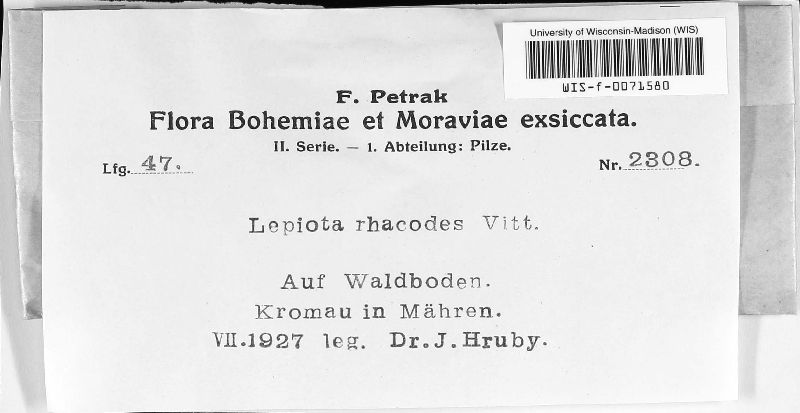 University of Wisconsin-Madison (WIS)
WIS-f-0071580
F. Petrak
Flora Bohemiae et Moraviae exsiccata.
II. Serie. — 1. Abteilung: Pilze.
Lfg. 47.
Nr. 2308.
Lepiota rhacodes Vitt.
Auf Waldboden.
Kromau in Mähren.
VII.1927 leg. Dr.J.Hruby.